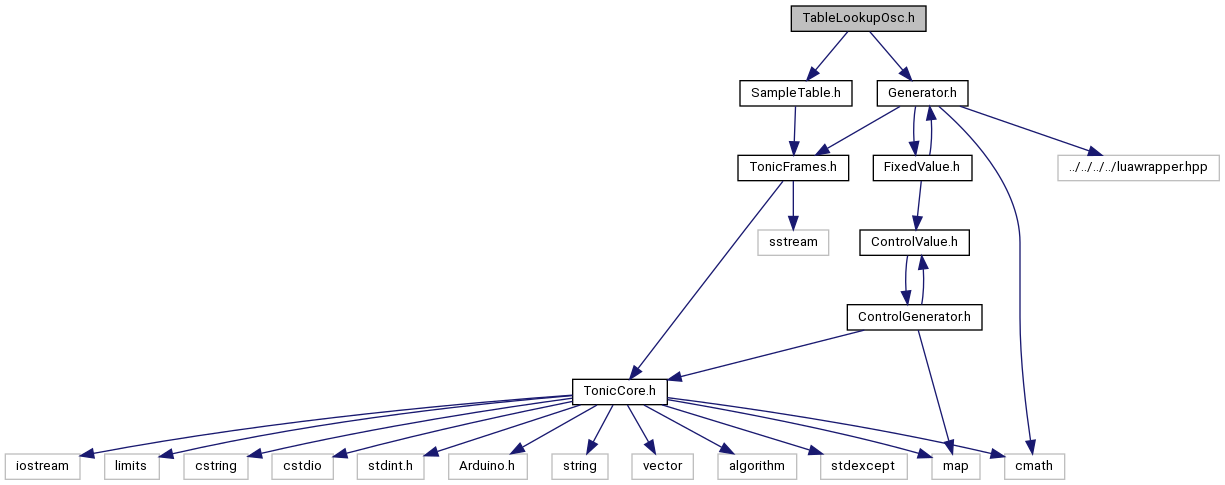 TableLookupOsc.h
SampleTable.h
Generator.h
TonicFrames.h
FixedValue.h
../../../../luawrapper.hpp
sstream
ControlValue.h
ControlGenerator.h
TonicCore.h
iostream
limits
cstring
cstdio
stdint.h
Arduino.h
string
vector
algorithm
stdexcept
map
cmath